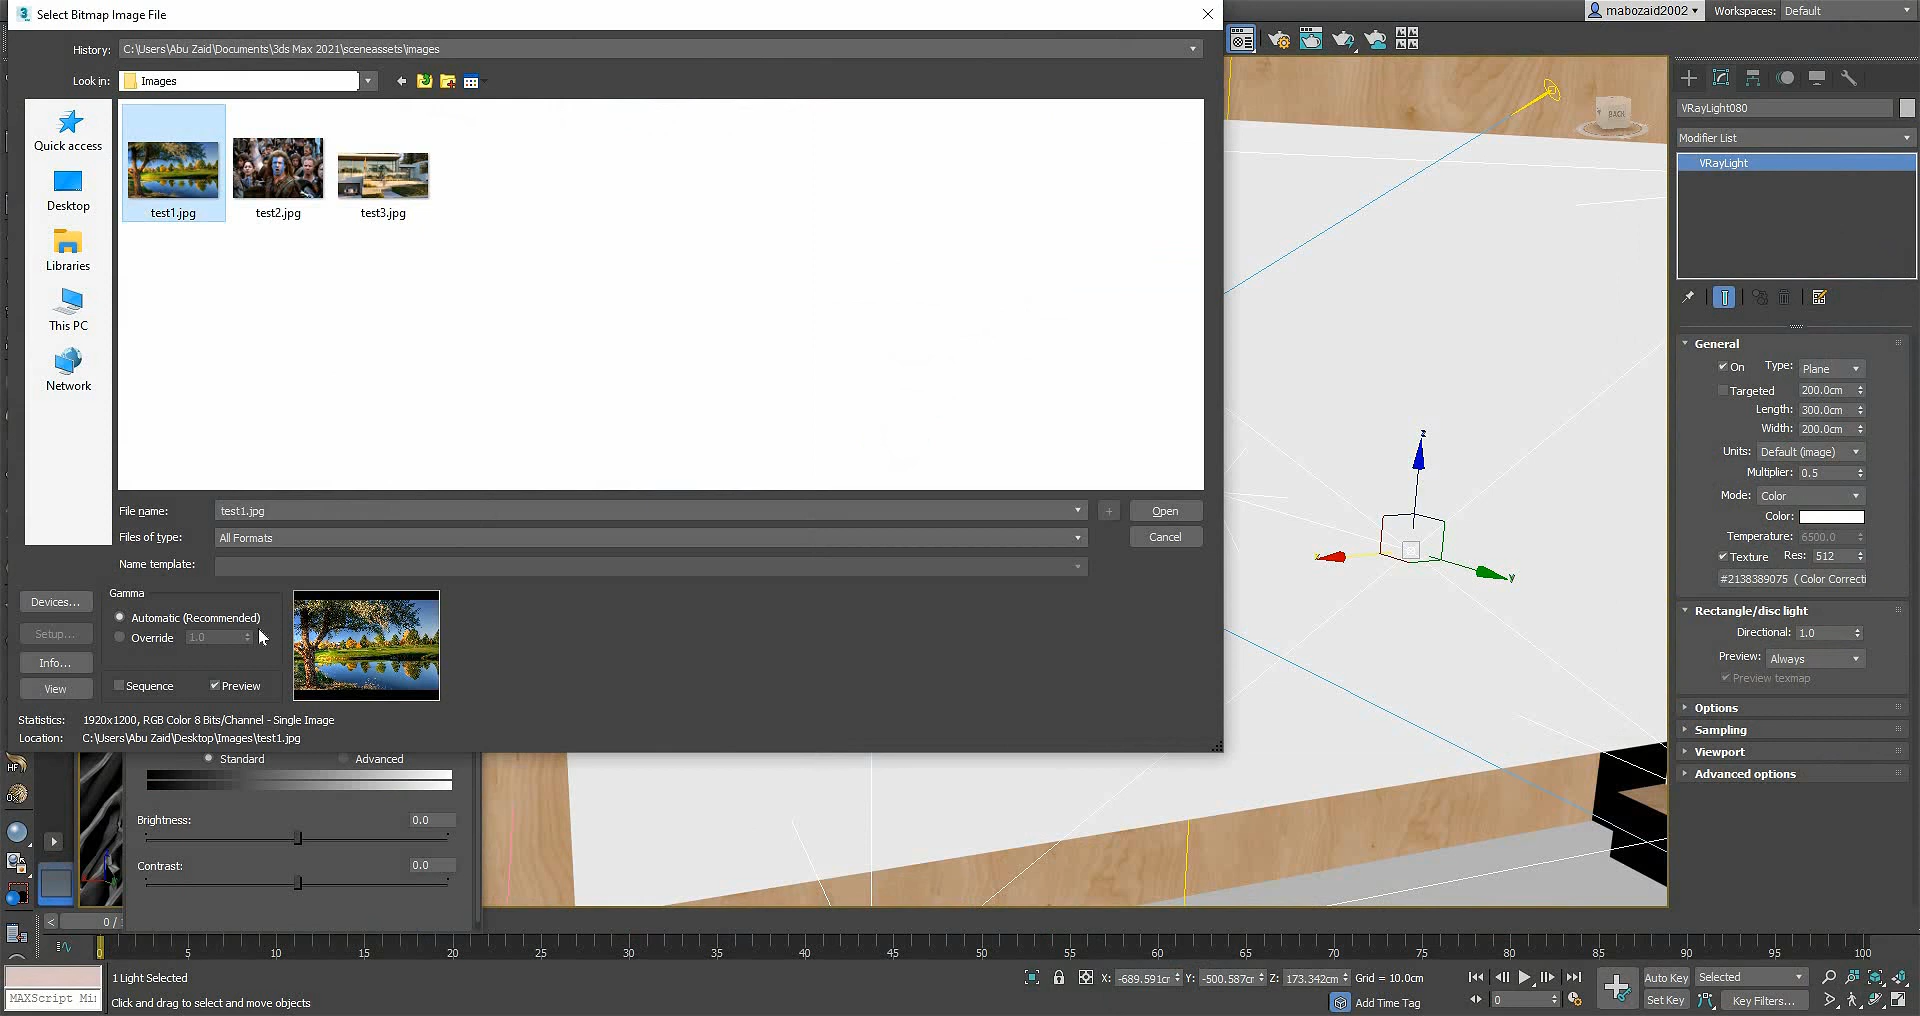 Select Bitmap Image File
mabozaid2002
Workspaces: Default
History: C:\Users\Abu Zaid\Documents\3ds Max 2021\sceneassets\images
Look in: Images
Quick access
Desktop
Libraries
This PC
Network
test1.jpg
test2.jpg
test3.jpg
File name: test1.jpg
Open
Files of type: All Formats
Cancel
Name template:
Devices...
Setup...
Info...
View
Gamma
Automatic (Recommended)
Override 1.0
Sequence
Preview
Statistics: 1920x1200, RGB Color 8 Bits/Channel - Single Image
Location: C:\Users\Abu Zaid\Desktop\Images\test1.jpg
Standard
Advanced
Brightness: 0.0
Contrast: 0.0
BACK
z
x
y
VRayLight080
Modifier List
VRayLight
General
On Type: Plane
Targeted 200.0cm
Length: 300.0cm
Width: 200.0cm
Units: Default (image)
Multiplier: 0.5
Mode: Color
Color:
Temperature: 6500.0
Texture Res: 512
#2138389075 ( Color Correcti
Rectangle/disc light
Directional: 1.0
Preview: Always
Preview texmap
Options
Sampling
Viewport
Advanced options
HF
OX
< 0 /
0 5 10 15 20 25 30 35 40 45 50 55 60 65 70 75 80 85 90 95 100
MAXScript Mi
1 Light Selected
Click and drag to select and move objects
X: -689.591cr Y: -500.587cr Z: 173.342cm Grid = 10.0cm
Add Time Tag
0
Auto Key Selected
Set Key Key Filters...